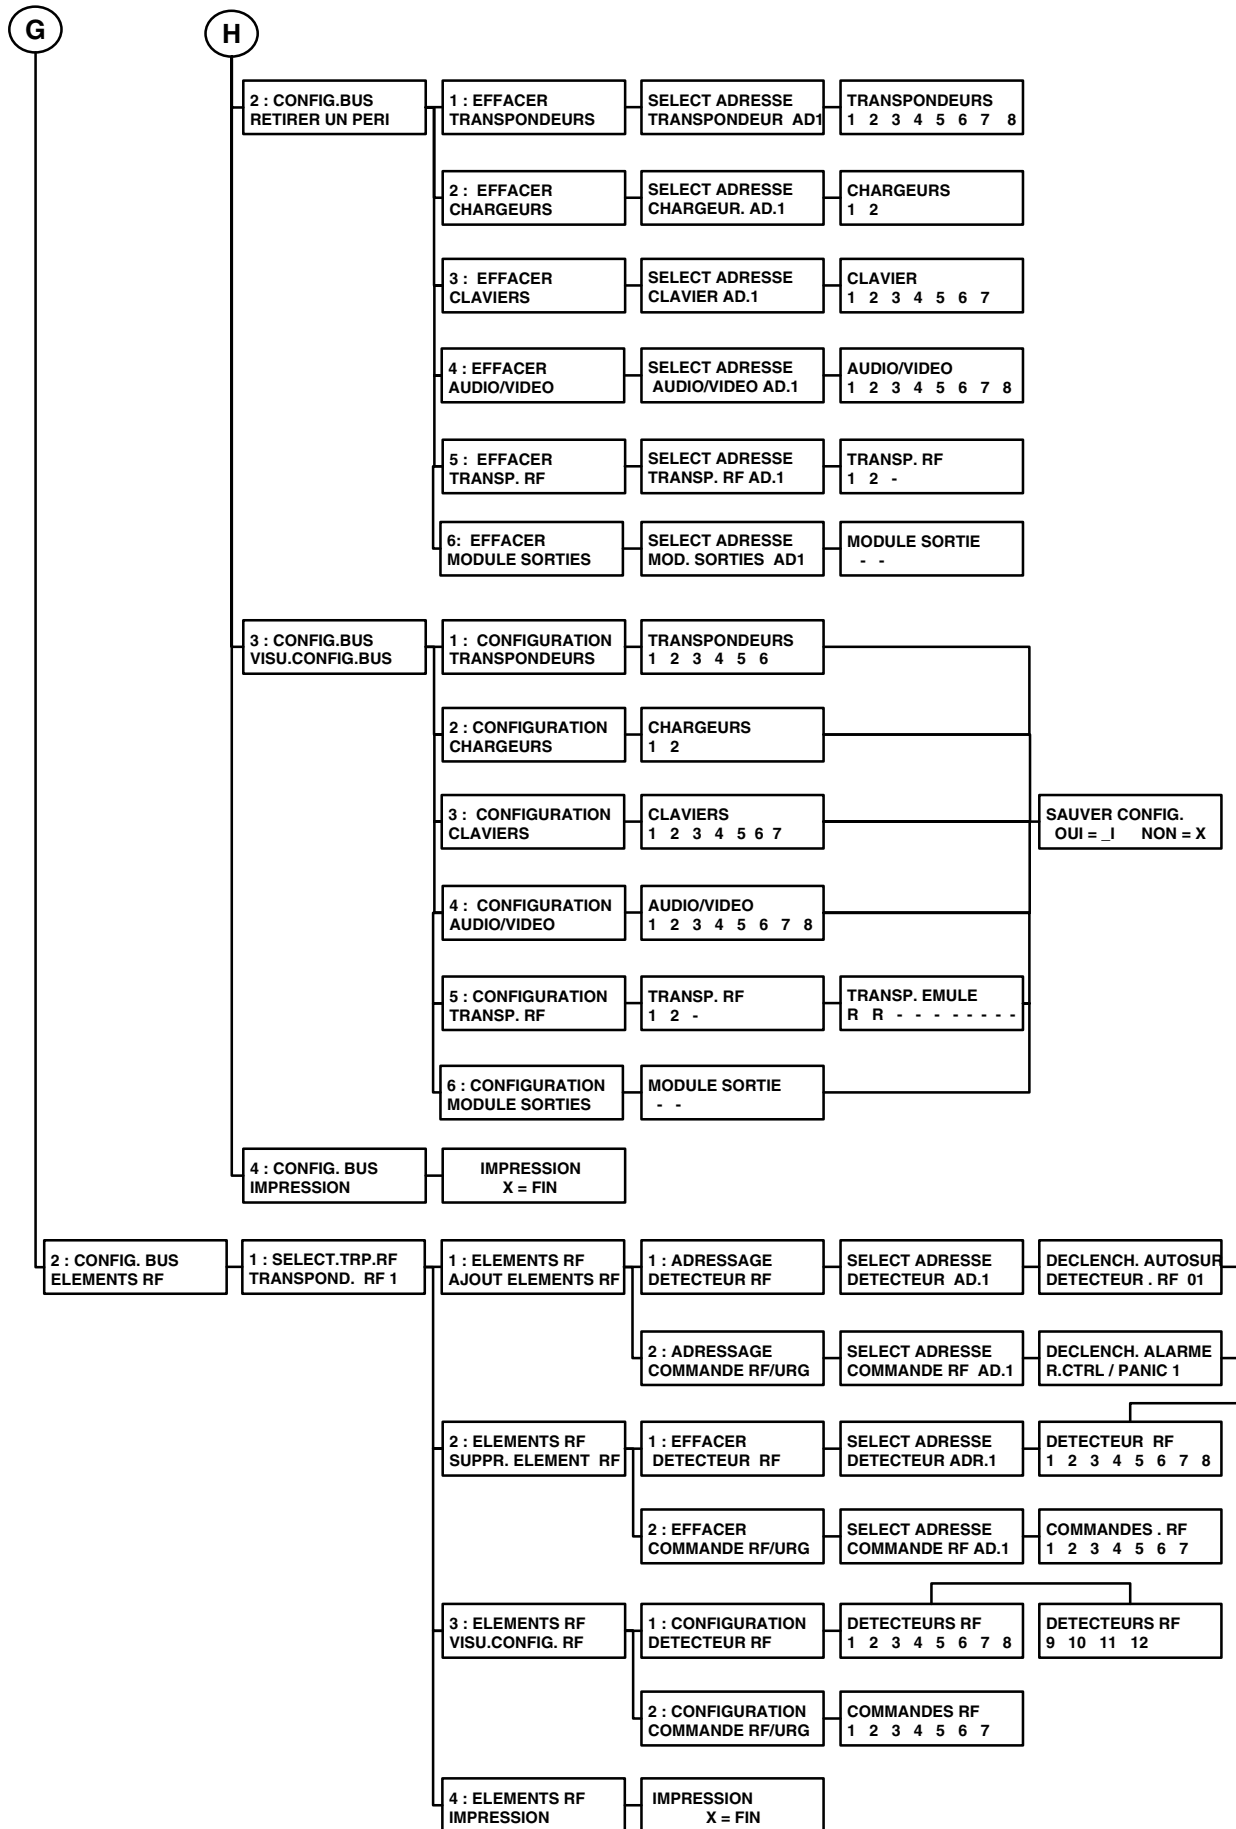 G
H
2 : CONFIG.BUS
RETIRER UN PERI
1 : EFFACER
TRANSPONDEURS
SELECT ADRESSE
TRANSPONDEUR AD1
TRANSPONDEURS
1 2 3 4 5 6 7 8
2 : EFFACER
CHARGEURS
SELECT ADRESSE
CHARGEUR. AD.1
CHARGEURS
1 2
3 : EFFACER
CLAVIERS
SELECT ADRESSE
CLAVIER AD.1
CLAVIER
1 2 3 4 5 6 7
4 : EFFACER
AUDIO/VIDEO
SELECT ADRESSE
AUDIO/VIDEO AD.1
AUDIO/VIDEO
1 2 3 4 5 6 7 8
5 : EFFACER
TRANSP. RF
SELECT ADRESSE
TRANSP. RF AD.1
TRANSP. RF
1 2 -
6: EFFACER
MODULE SORTIES
SELECT ADRESSE
MOD. SORTIES AD1
MODULE SORTIE
- -
3 : CONFIG.BUS
VISU.CONFIG.BUS
1 : CONFIGURATION
TRANSPONDEURS
TRANSPONDEURS
1 2 3 4 5 6
2 : CONFIGURATION
CHARGEURS
CHARGEURS
1 2
3 : CONFIGURATION
CLAVIERS
CLAVIERS
1 2 3 4 5 6 7
SAUVER CONFIG.
OUI = _I NON = X
4 : CONFIGURATION
AUDIO/VIDEO
AUDIO/VIDEO
1 2 3 4 5 6 7 8
5 : CONFIGURATION
TRANSP. RF
TRANSP. RF
1 2 -
TRANSP. EMULE
R R - - - - - - - -
6 : CONFIGURATION
MODULE SORTIES
MODULE SORTIE
- -
4 : CONFIG. BUS
IMPRESSION
IMPRESSION
X = FIN
2 : CONFIG. BUS
ELEMENTS RF
1 : SELECT.TRP.RF
TRANSPOND. RF 1
1 : ELEMENTS RF
AJOUT ELEMENTS RF
1 : ADRESSAGE
DETECTEUR RF
SELECT ADRESSE
DETECTEUR AD.1
DECLENCH. AUTOSUR
DETECTEUR . RF 01
2 : ADRESSAGE
COMMANDE RF/URG
SELECT ADRESSE
COMMANDE RF AD.1
DECLENCH. ALARME
R.CTRL / PANIC 1
2 : ELEMENTS RF
SUPPR. ELEMENT RF
1 : EFFACER
DETECTEUR RF
SELECT ADRESSE
DETECTEUR ADR.1
DETECTEUR RF
1 2 3 4 5 6 7 8
2 : EFFACER
COMMANDE RF/URG
SELECT ADRESSE
COMMANDE RF AD.1
COMMANDES . RF
1 2 3 4 5 6 7
3 : ELEMENTS RF
VISU.CONFIG. RF
1 : CONFIGURATION
DETECTEUR RF
DETECTEURS RF
1 2 3 4 5 6 7 8
DETECTEURS RF
9 10 11 12
2 : CONFIGURATION
COMMANDE RF/URG
COMMANDES RF
1 2 3 4 5 6 7
4 : ELEMENTS RF
IMPRESSION
IMPRESSION
X = FIN